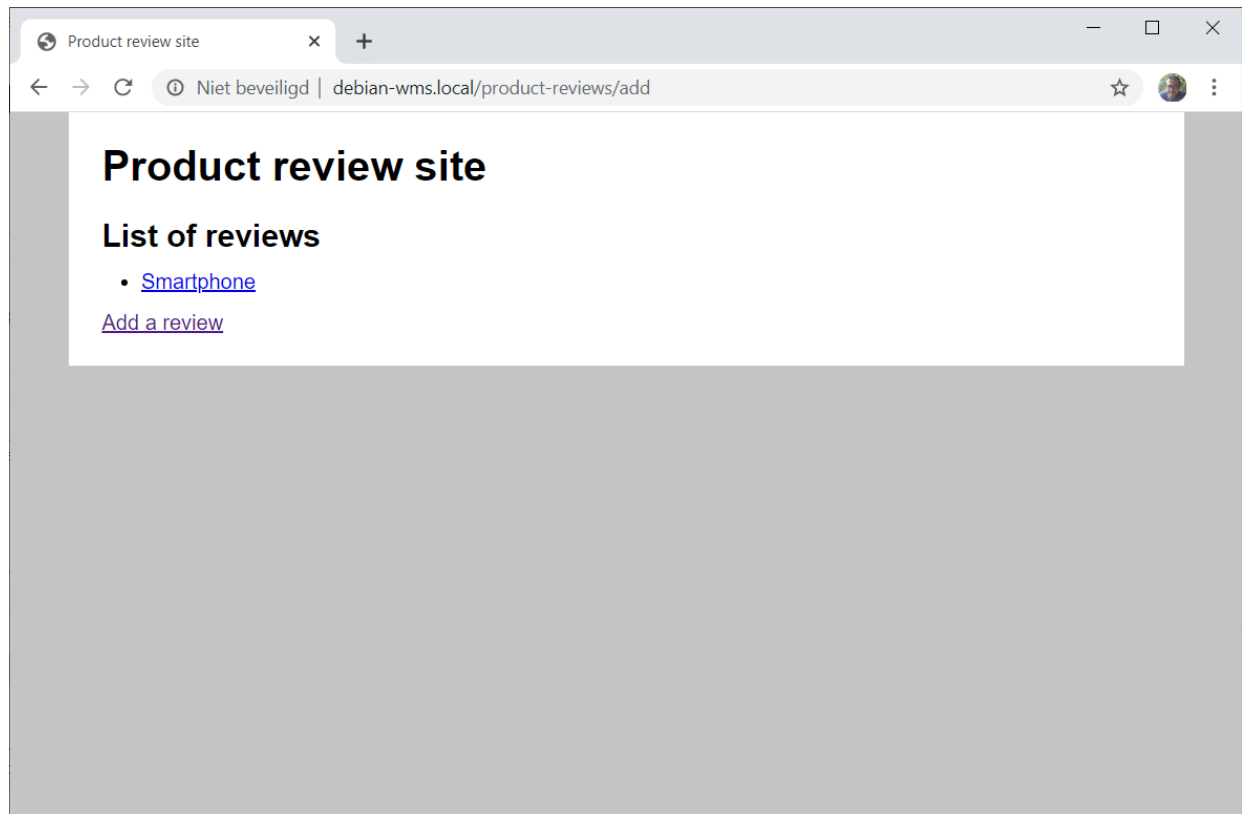 Product review site
Niet beveiligd | debian-wms.local/product-reviews/add
Product review site
List of reviews
• Smartphone
Add a review